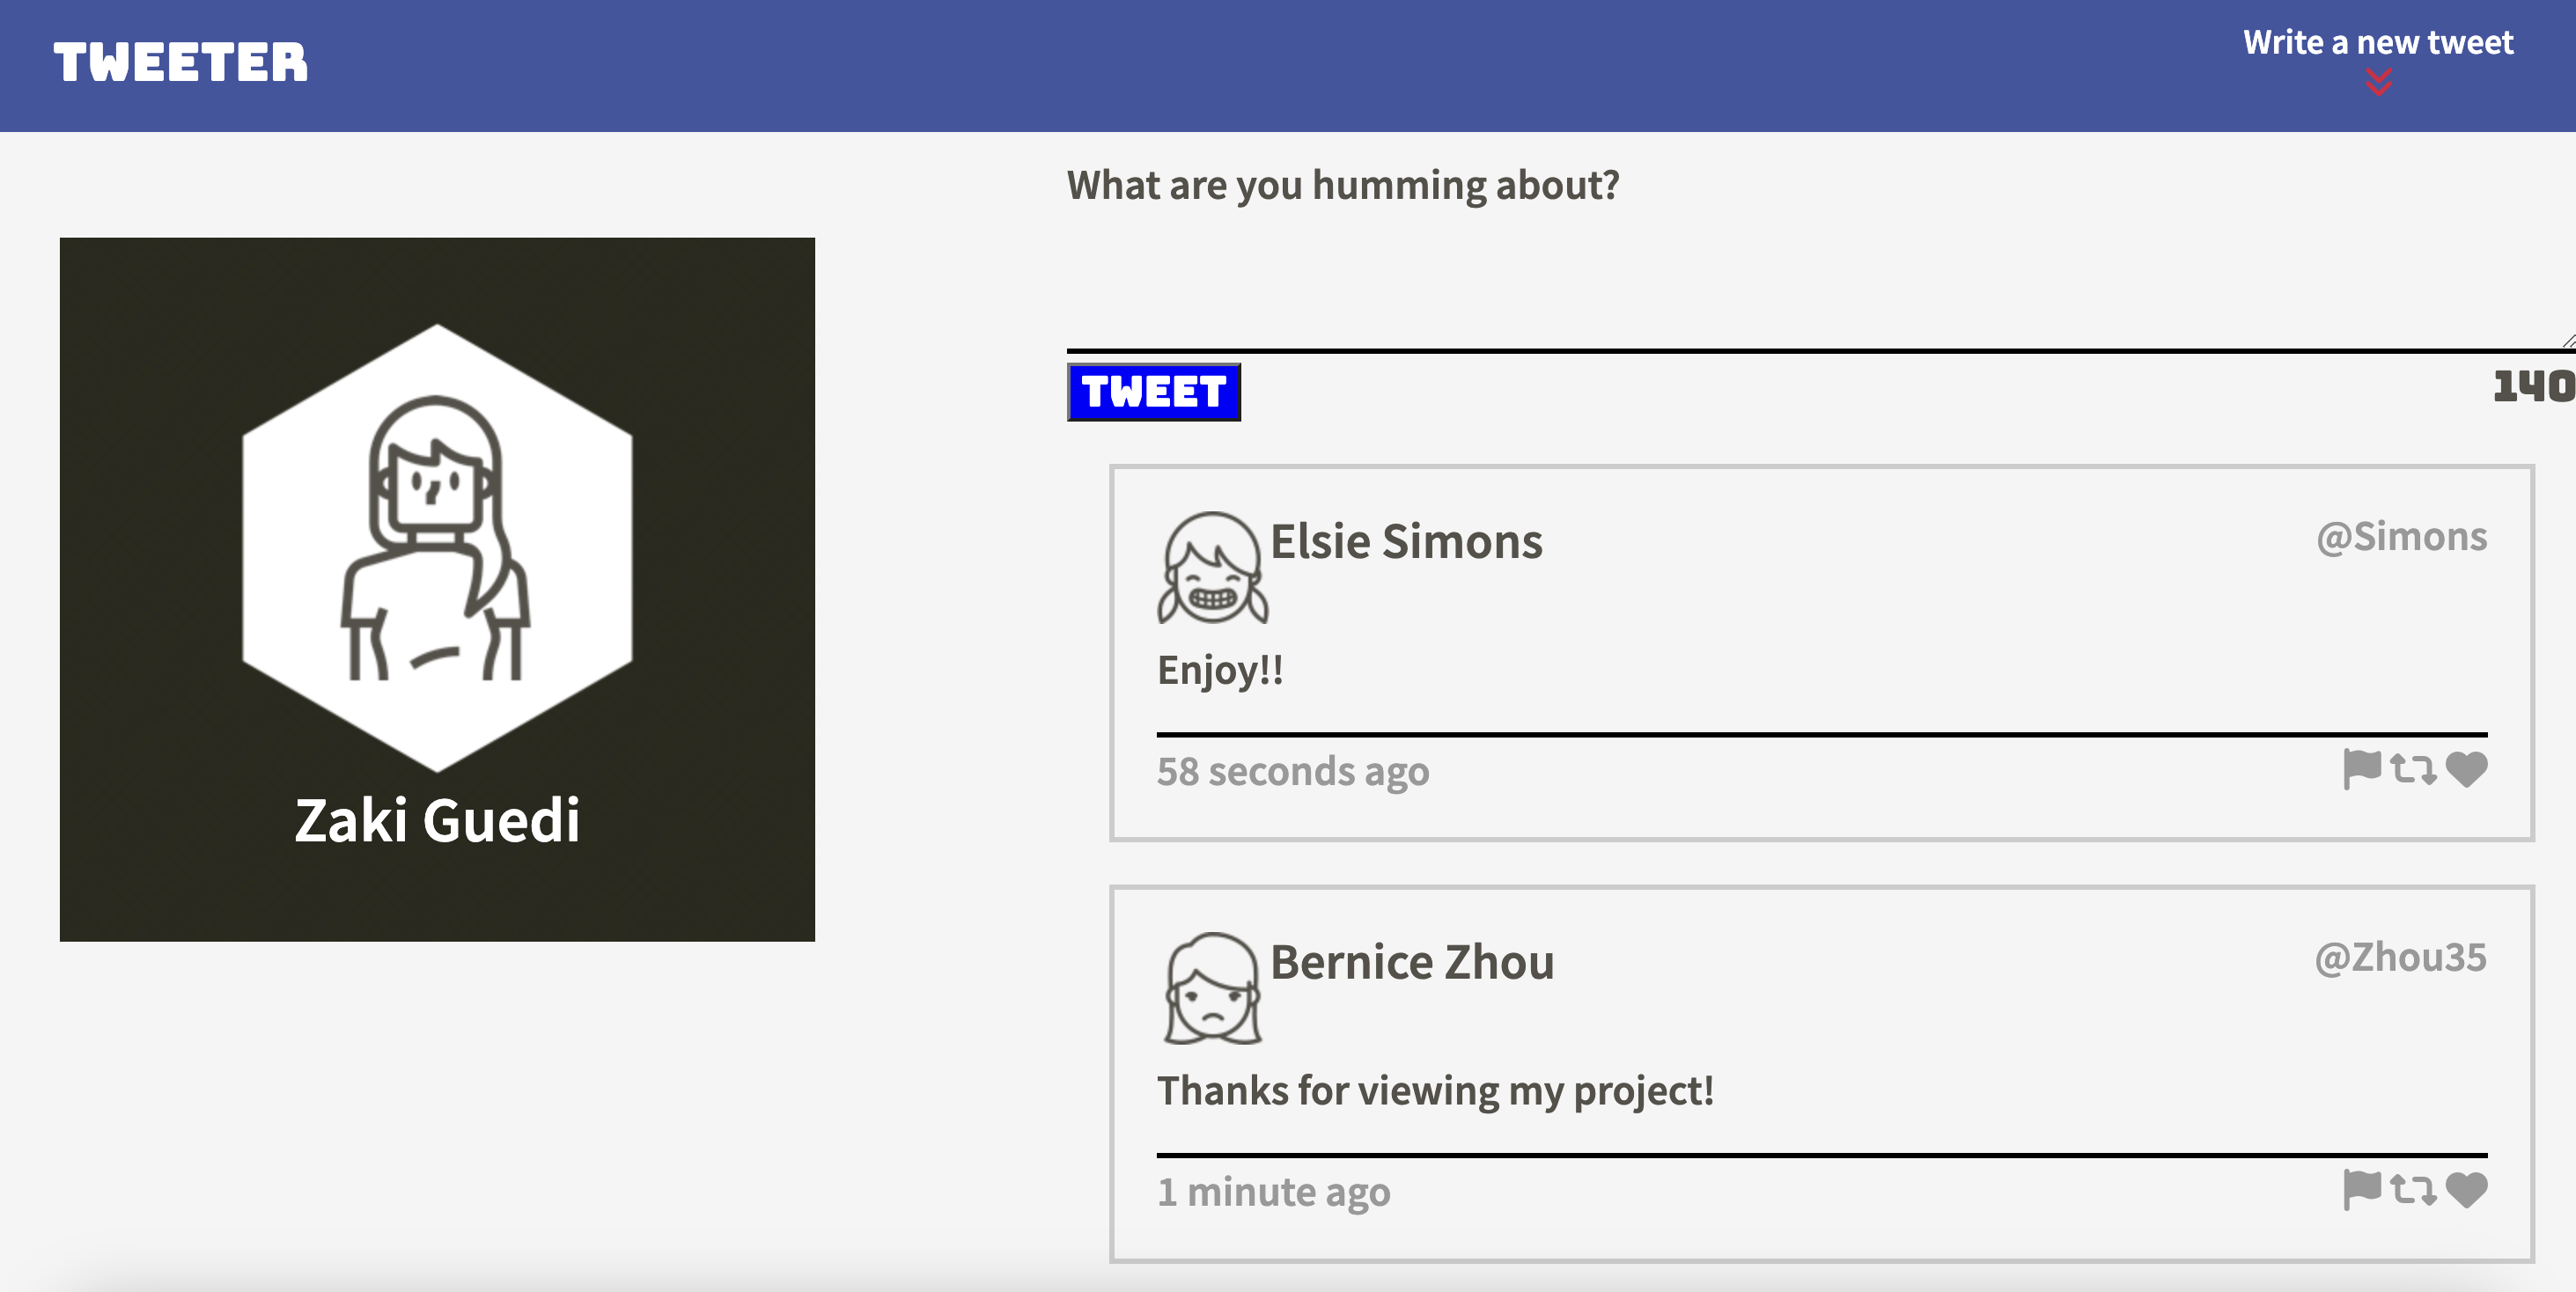 TWEETER
Write a new tweet
What are you humming about?
TWEET
140
Zaki Guedi
Elsie Simons
@Simons
Enjoy!!
58 seconds ago
Bernice Zhou
@Zhou35
Thanks for viewing my project!
1 minute ago